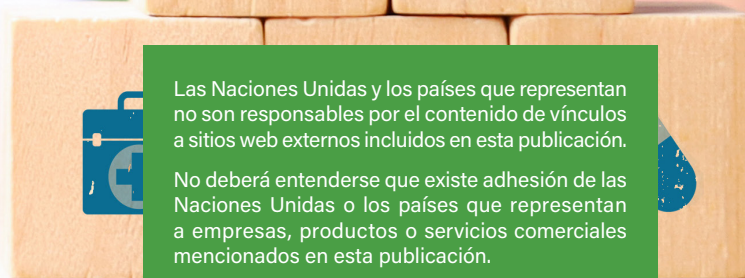 Las Naciones Unidas y los países que representan
no son responsables por el contenido de vínculos
a sitios web externos incluidos en esta publicación.
No deberá entenderse que existe adhesión de las
Naciones Unidas o los países que representan
a empresas, productos o servicios comerciales
mencionados en esta publicación.